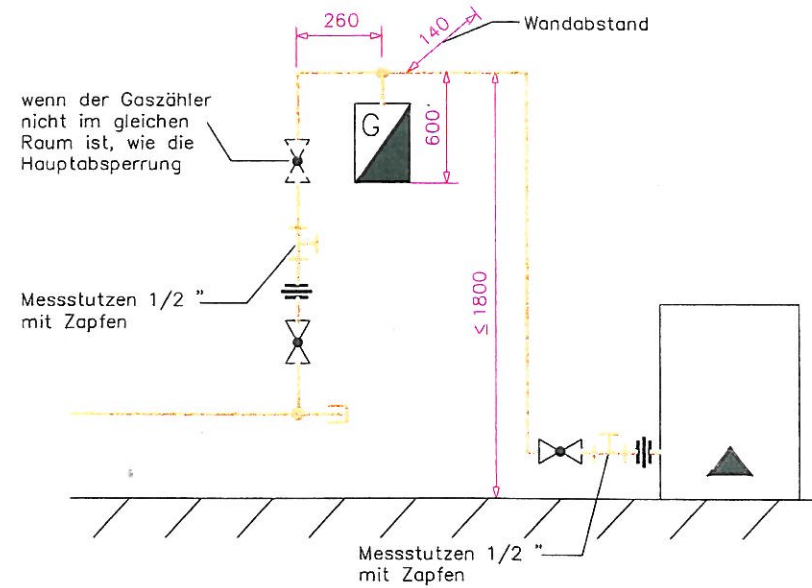 260
140
Wandabstand
wenn der Gaszähler
nicht im gleichen
Raum ist, wie die
Hauptabsperrung
G
600'
Messstutzen 1/2 "
mit Zapfen
≤ 1800
Messstutzen 1/2 "
mit Zapfen